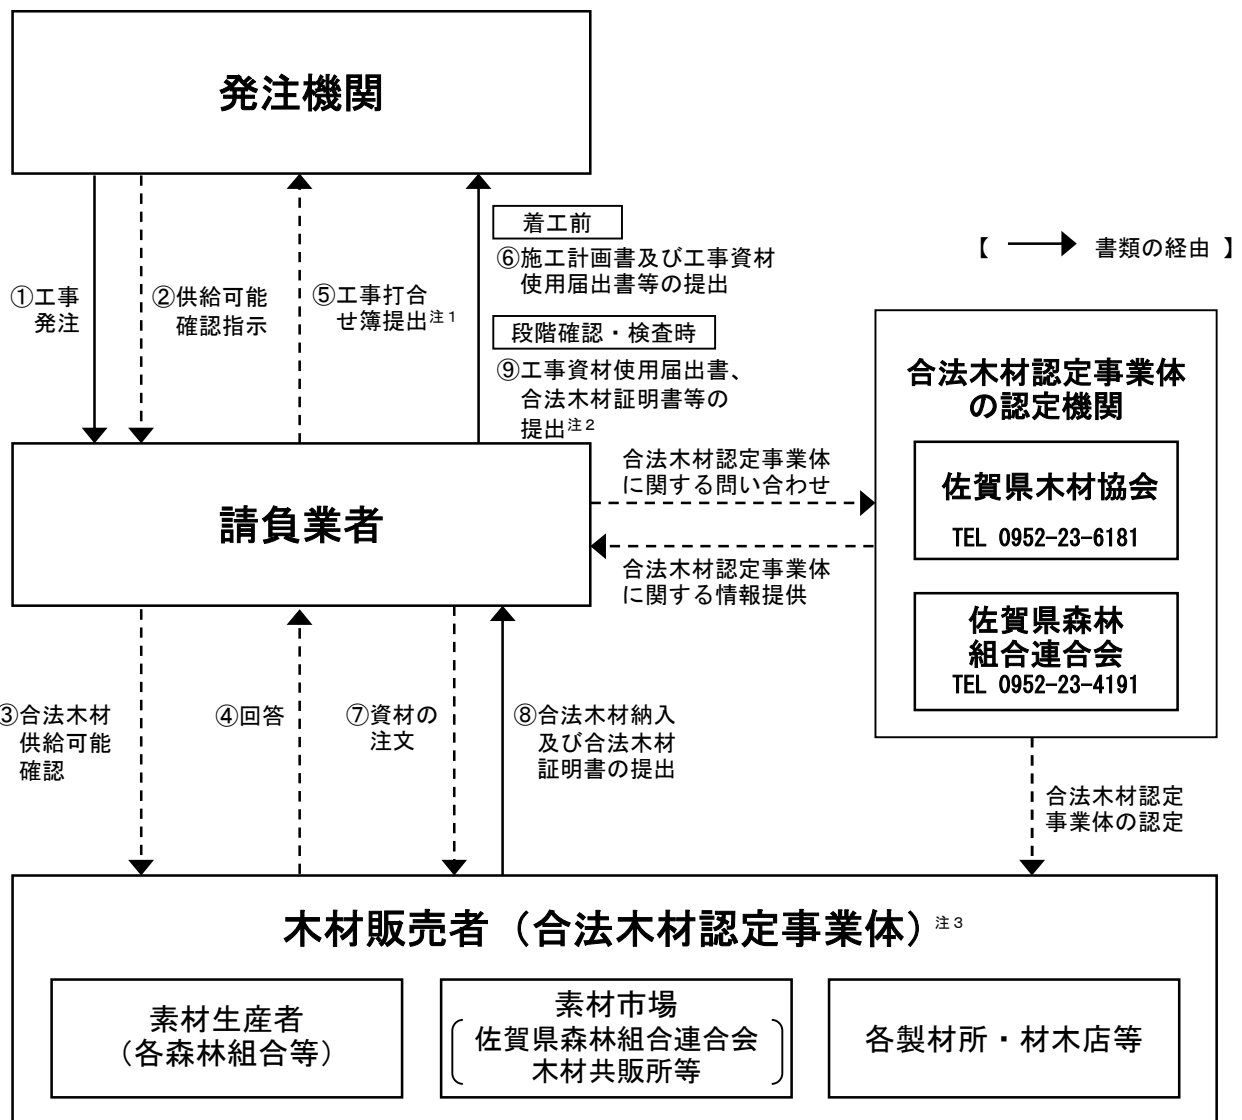 発注機関
①工事
発注
②供給可能
確認指示
⑤工事打合
せ簿提出注1
着工前
⑥施工計画書及び工事資材
使用届出書等の提出
段階確認・検査時
⑨工事資材使用届出書、
合法木材証明書等の
提出注2
【 書類の経由 】
請負業者
合法木材認定事業体
に関する問い合わせ
合法木材認定事業体
に関する情報提供
合法木材認定事業体
の認定機関
佐賀県木材協会
TEL 0952-23-6181
佐賀県森林
組合連合会
TEL 0952-23-4191
③合法木材
供給可能
確認
④回答
⑦資材の
注文
⑧合法木材納入
及び合法木材
証明書の提出
合法木材認定
事業体の認定
木材販売者（合法木材認定事業体）注3
素材生産者
（各森林組合等）
素材市場
佐賀県森林組合連合会
木材共販所等
各製材所・材木店等